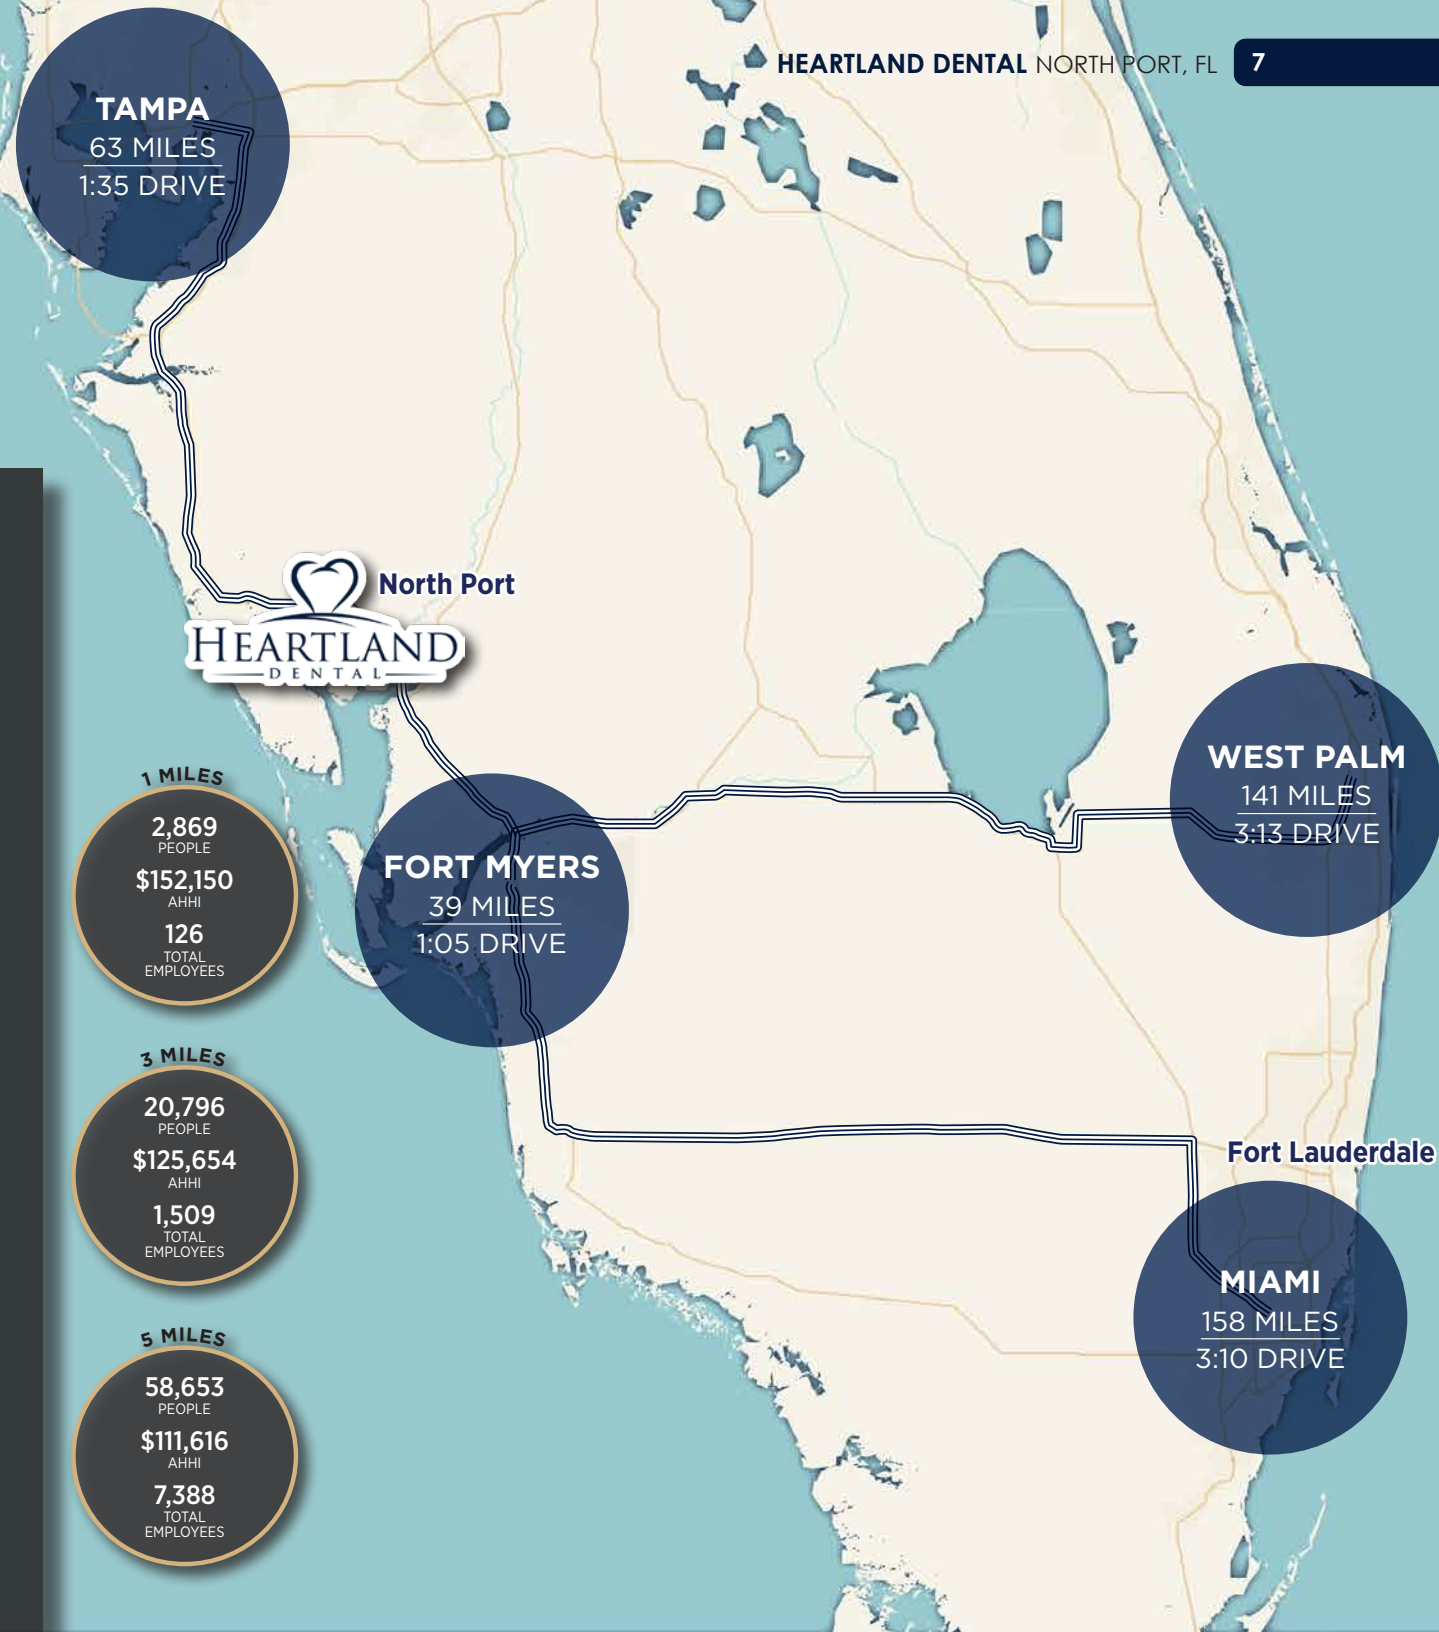 HEARTLAND DENTAL NORTH PORT, FL 7
TAMPA
63 MILES
1:35 DRIVE
North Port
HEARTLAND
DENTAL
WEST PALM
141 MILES
3:13 DRIVE
FORT MYERS
39 MILES
1:05 DRIVE
1 MILES
2,869
PEOPLE
$152,150
AHHI
126
TOTAL
EMPLOYEES
3 MILES
20,796
PEOPLE
$125,654
AHHI
1,509
TOTAL
EMPLOYEES
Fort Lauderdale
MIAMI
158 MILES
3:10 DRIVE
5 MILES
58,653
PEOPLE
$111,616
AHHI
7,388
TOTAL
EMPLOYEES